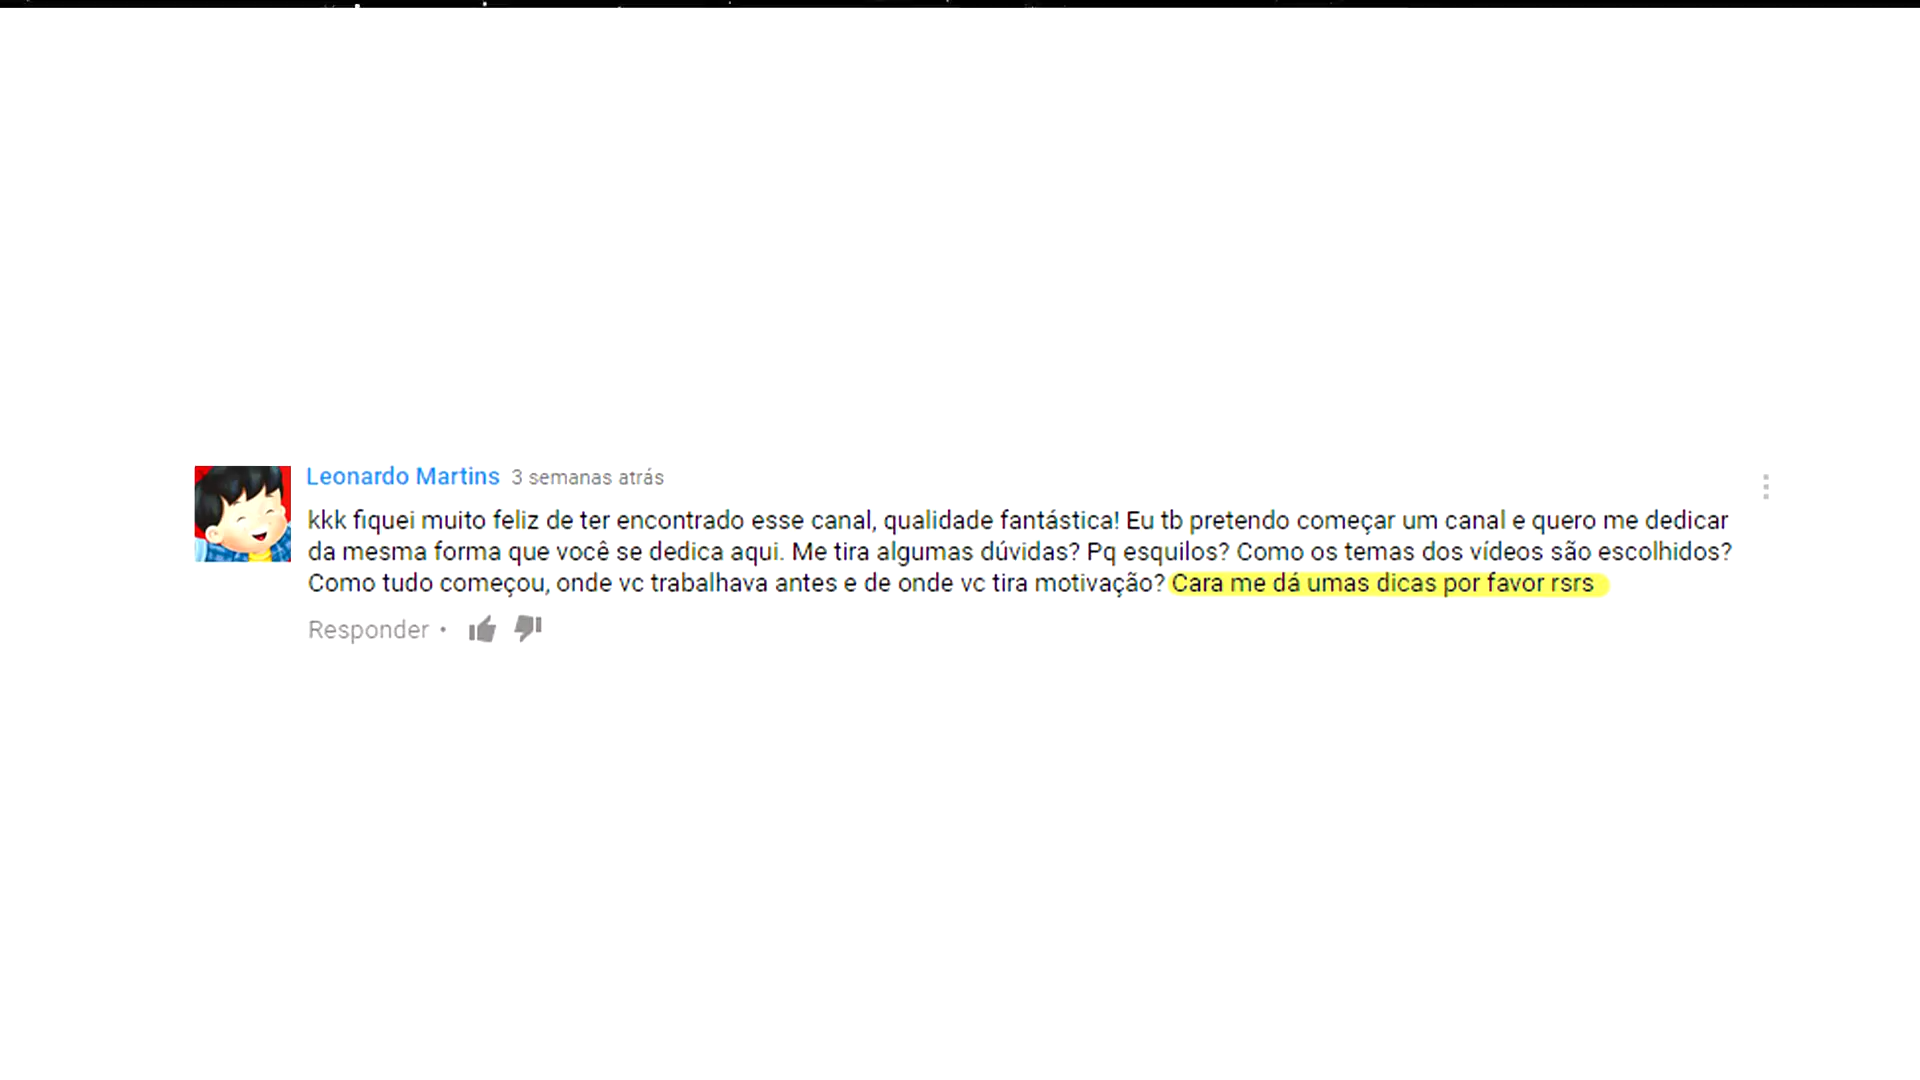 Leonardo Martins 3 semanas atrás
kkk fiquei muito feliz de ter encontrado esse canal, qualidade fantástica! Eu tb pretendo começar um canal e quero me dedicar
da mesma forma que você se dedica aqui. Me tira algumas dúvidas? Pq esquilos? Como os temas dos vídeos são escolhidos?
Como tudo começou, onde vc trabalhava antes e de onde vc tira motivação? Cara me dá umas dicas por favor rsrs
Responder •